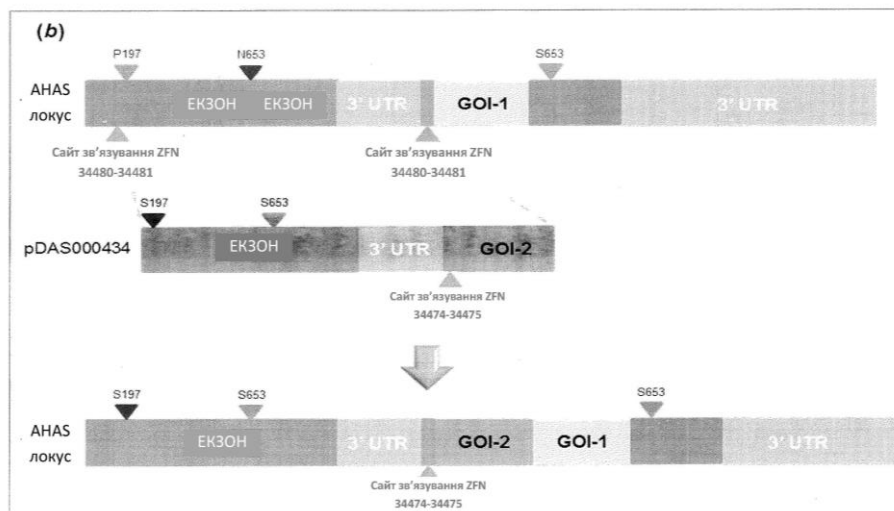 (b)
P197 N653 S653
AHAS
локус
ЕКЗОН ЕКЗОН 3' UTR GOI-1 3' UTR
Сайт зв'язування ZFN Сайт зв'язування ZFN
34480-34481 34480-34481
S197 S653
pDAS000434 ЕКЗОН 3' UTR GOI-2
Сайт зв'язування ZFN
34474-34475
S197 S653 S653
AHAS
локус
ЕКЗОН 3' UTR GOI-2 GOI-1 3' UTR
Сайт зв'язування ZFN
34474-34475